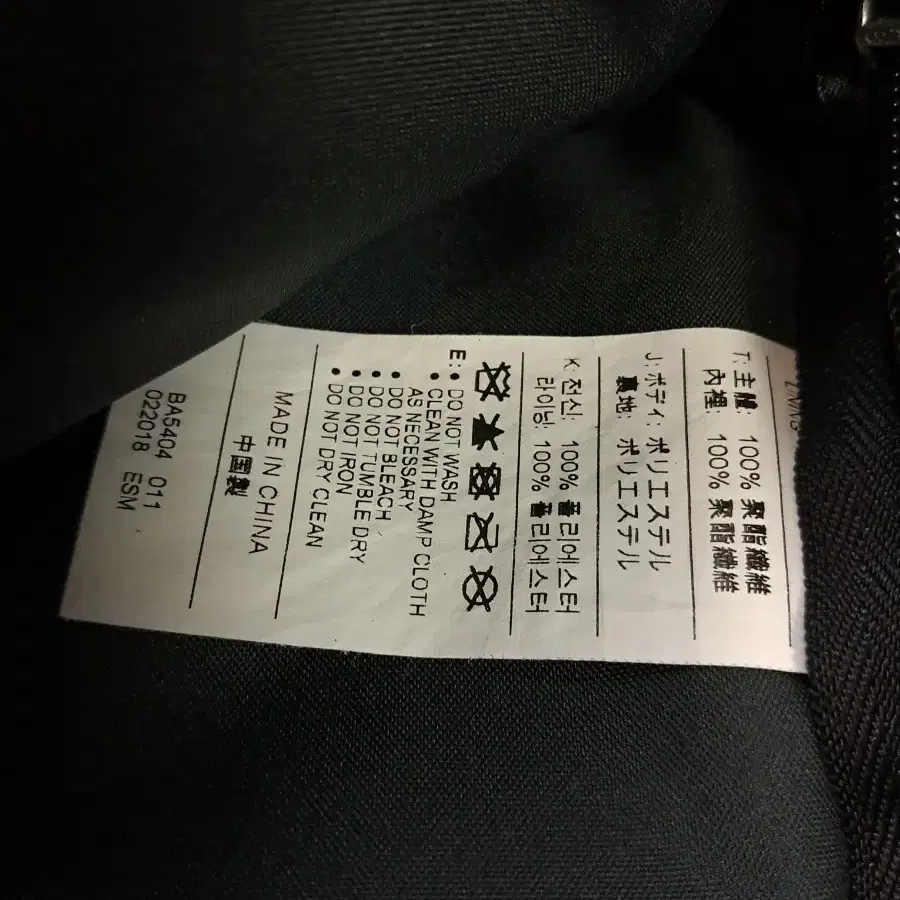 T: 主體: 100% 聚酯纖維
內裡: 100% 聚酯纖維
J: ボディ: ポリエステル
裏地: ポリエステル
K: 전신: 100% 폴리에스터
라이닝: 100% 폴리에스터
E: • DO NOT WASH
• CLEAN WITH DAMP CLOTH
AS NECESSARY
• DO NOT BLEACH
• DO NOT TUMBLE DRY
• DO NOT IRON
• DO NOT DRY CLEAN
MADE IN CHINA
中國製
BA5404 011
022018 ESM